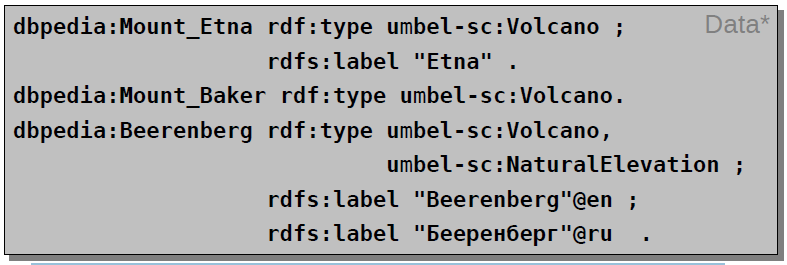 Data*
dbpedia:Mount_Etna rdf:type umbel-sc:Volcano ;
rdfs:label "Etna" .
dbpedia:Mount_Baker rdf:type umbel-sc:Volcano.
dbpedia:Beerenberg rdf:type umbel-sc:Volcano,
umbel-sc:NaturalElevation ;
rdfs:label "Beerenberg"@en ;
rdfs:label "Бееренберг"@ru .